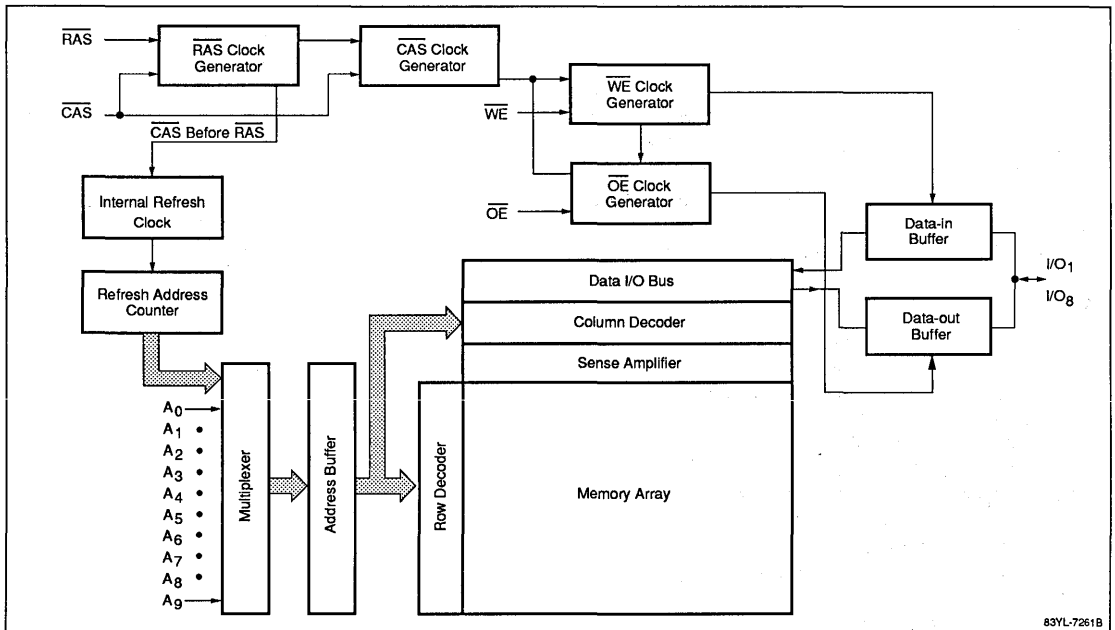 RAS
CAS
RAS Clock
Generator
CAS Clock
Generator
CAS Before RAS
WE
WE Clock
Generator
OE
OE Clock
Generator
Internal Refresh
Clock
Refresh Address
Counter
Data-in
Buffer
I/O1
I/O8
Data-out
Buffer
Data I/O Bus
Column Decoder
Sense Amplifier
A0
A1
A2
A3
A4
A5
A6
A7
A8
A9
Multiplexer
Address Buffer
Row Decoder
Memory Array
83YL-7261B